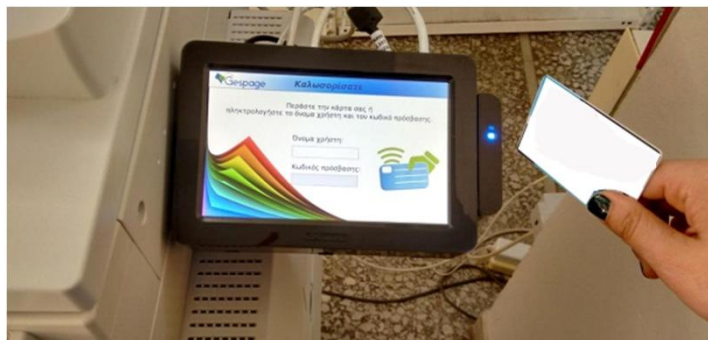 Gespage
Καλωσορίσατε
Περάστε την κάρτα σας ή
πληκτρολογήστε το όνομα χρήστη και τον κωδικό πρόσβασης.
Όνομα χρήστη:
Κωδικός πρόσβασης: